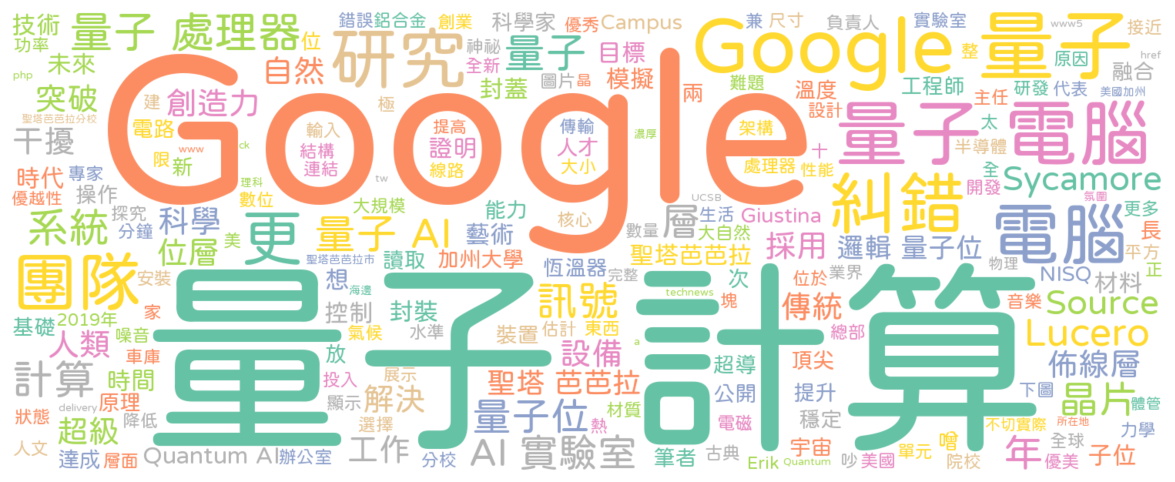 技術 量子 處理器 位 錯誤 鋁合金 創業 科學家 優秀 Campus 兼 尺寸 負責人 實驗室 www5 接近
功率 未來 Google 研究 神祕 全新 量子 目標 Google 量子 整 原因 融合 href
php 突破 自然 封蓋 圖片 晶 模擬 難題 溫度 工程師 研發 代表 美國加州
聖塔芭芭拉分校 建 創造力 極 兩 設計 主任
干擾 電路 輸入 提高 傳輸 濃厚 架構 十 量子 電腦 太 半導體
限 www 結構 證明 人才 ck
時代 專家 新 連結 線路 大小 處理器 性能 糾錯 全 開發 Sycamore
優越性 操作 數位 理科 tw UCSB 氛圍
系統 探究 科學 更 大規模 能力 核心 層 生活 Giustina 電腦 更多 長
分鐘 位層 美 量子 AI 藝術 數量 大自然 採用 邏輯 量子位 平方
聖塔芭芭拉市 讀取 加州大學 恆溫器 完整 聖塔芭芭拉 次 位於 業界 物理 NISQ 材料 正
團隊 安裝 想 海邊 量子計算 訊號 technews 塊 傳統 音樂 Source
基礎 2019年 家 控制 封裝 裝置 估計 東西 總部
人類 噪音 車庫 氣候 水準 設備 a 超導 頂尖 Lucero
計算 時間 放 展示 聖塔 芭芭拉 佈線層
狀態 delivery 原理 投入 顯示 解決 選擇 量子位 材質 公開 提升 下圖 晶片 體管
超級 降低 熱 電磁 穩定 不切實際 所在地 力學
人文 達成 層面 Quantum AI 辦公室 工作 分校 AI 實驗室 筆者 古典 宇宙 單元 噌 全球 子位
Erik Quantum 吵 美國 院校 年 優美